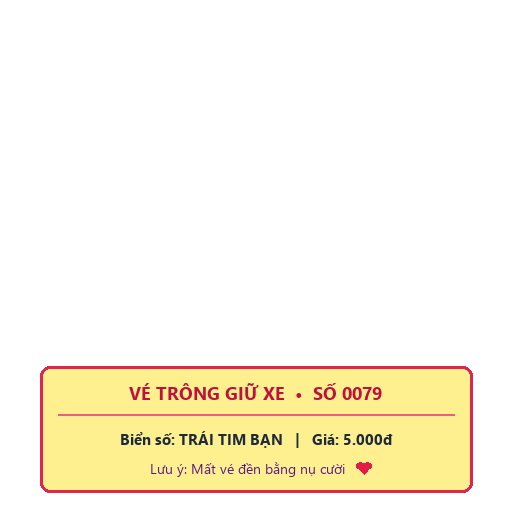 VÉ TRÔNG GIỮ XE • SỐ 0079
Biển số: TRÁI TIM BẠN | Giá: 5.000đ
Lưu ý: Mất vé đền bằng nụ cười ♥